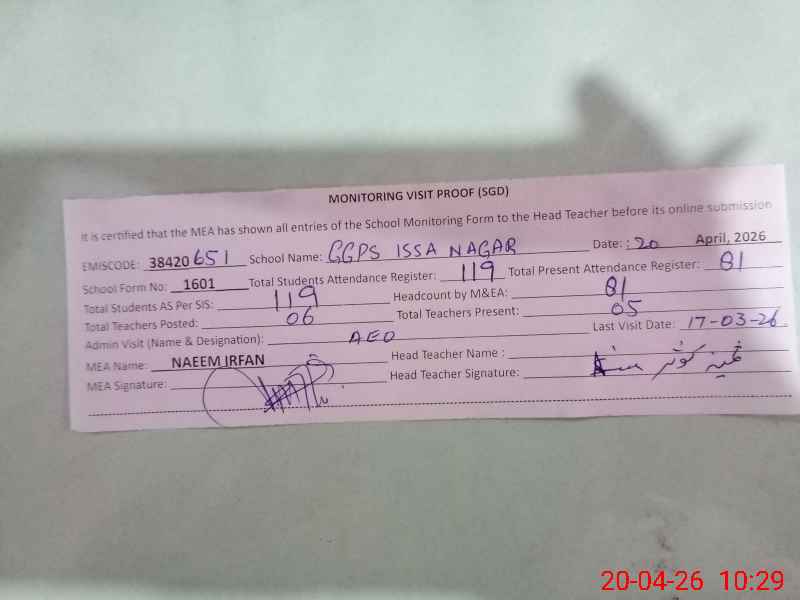 MONITORING VISIT PROOF (SGD)
It is certified that the MEA has shown all entries of the School Monitoring Form to the Head Teacher before its online submission
EMISCODE: 38420 651 School Name: GGPS ISSA NAGAR Date: : 20 April, 2026
School Form No: 1601 Total Students Attendance Register: 119 Total Present Attendance Register: 81
Total Students AS Per SIS: 119 Headcount by M&EA: 81
Total Teachers Posted: 06 Total Teachers Present: 05
Admin Visit (Name & Designation): AEO Last Visit Date: 17-03-26
MEA Name: NAEEM IRFAN Head Teacher Name :
MEA Signature: Head Teacher Signature:
20-04-26 10:29